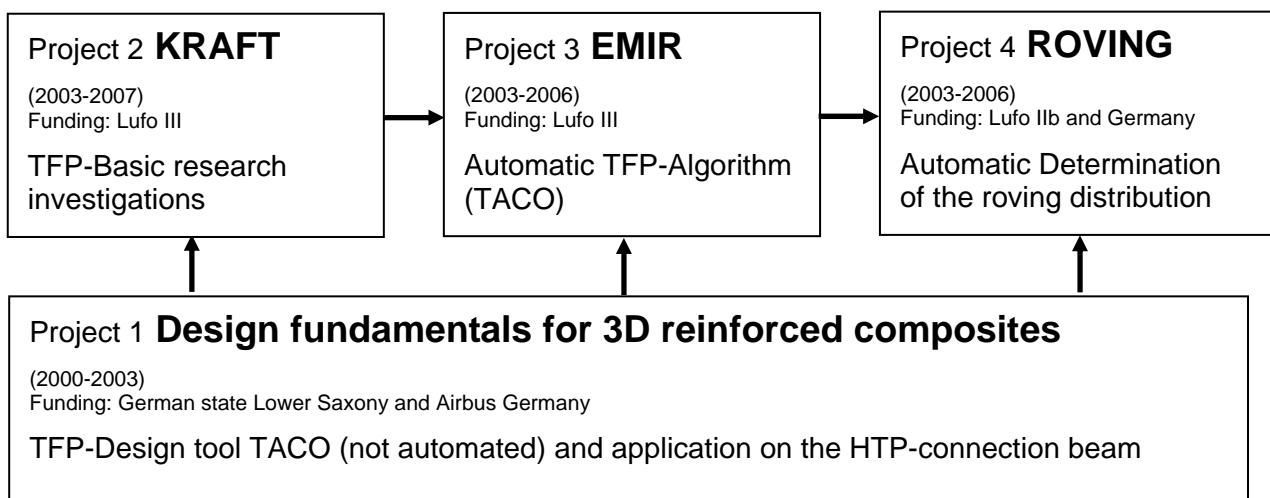 Project 2 KRAFT
(2003-2007)
Funding: Lufo III
TFP-Basic research
investigations
Project 3 EMIR
(2003-2006)
Funding: Lufo III
Automatic TFP-Algorithm
(TACO)
Project 4 ROVING
(2003-2006)
Funding: Lufo IIb and Germany
Automatic Determination
of the roving distribution
Project 1 Design fundamentals for 3D reinforced composites
(2000-2003)
Funding: German state Lower Saxony and Airbus Germany
TFP-Design tool TACO (not automated) and application on the HTP-connection beam